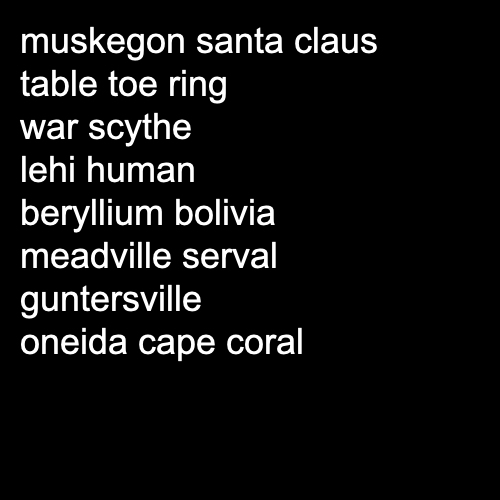 muskegon santa claus
table toe ring
war scythe
lehi human
beryllium bolivia
meadville serval
guntersville
oneida cape coral